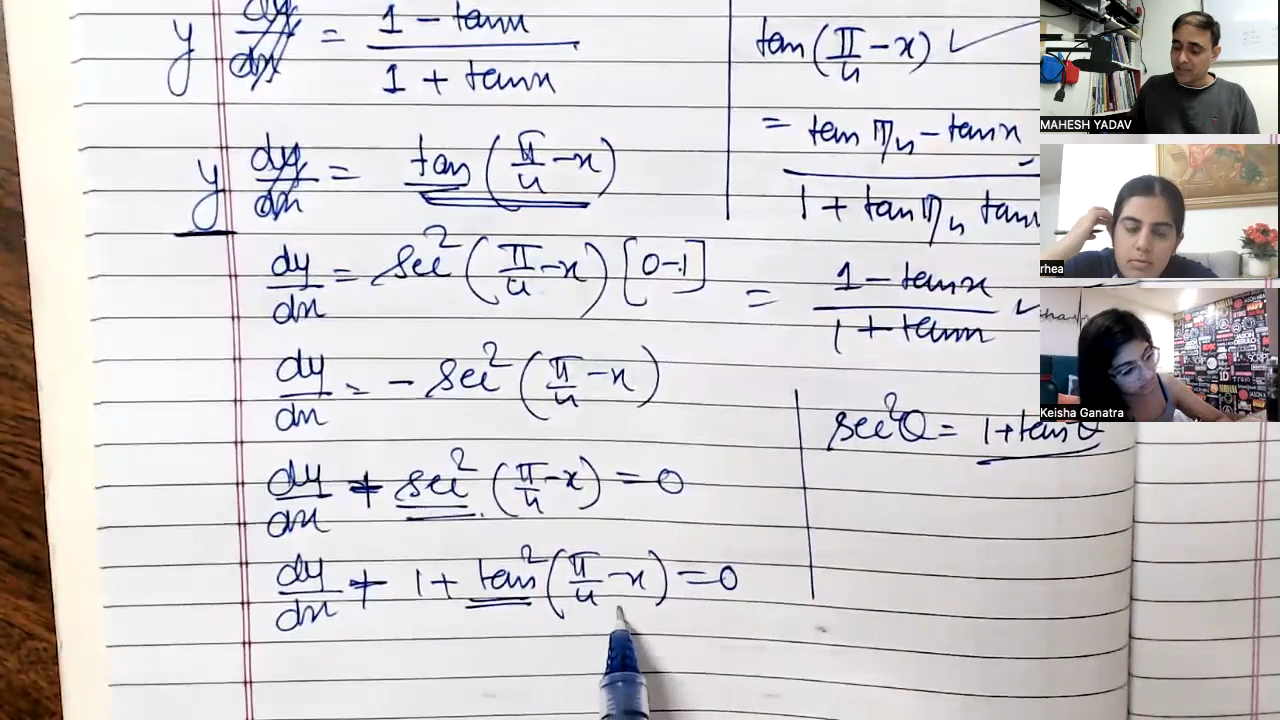 y dy/dx = 1 - tanx / 1 + tanx
y dy/dx = tan (π/4 - x)
dy/dx = sec² (π/4 - x) [0-1]
dy/dx = - sec² (π/4 - x)
dy/dx + sec² (π/4 - x) = 0
dy/dx + 1 + tan² (π/4 - x) = 0
tan (π/4 - x) ✓
= tan π/4 - tanx / 1 + tan π/4 tan
= 1 - tanx / 1 + tanx ✓
sec²θ = 1+tan²θ
MAHESH YADAV
rhea
Keisha Ganatra